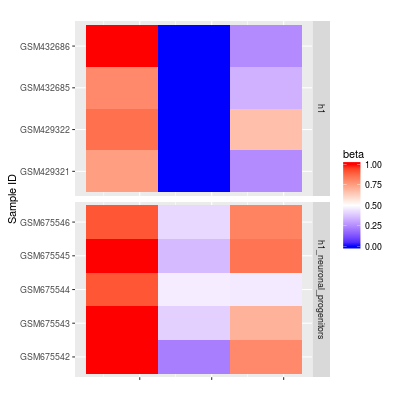 GSM432686
GSM432685
GSM429322
GSM429321
h1
GSM675546
GSM675545
GSM675544
GSM675543
GSM675542
h1_neuronal_progenitors
Sample ID
beta
1.00
0.75
0.50
0.25
0.00